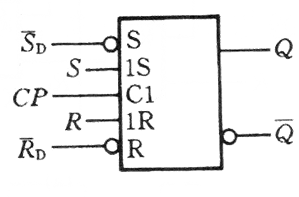 S̅D S Q
S 1S
CP C1
R 1R
R̅D R Q̅